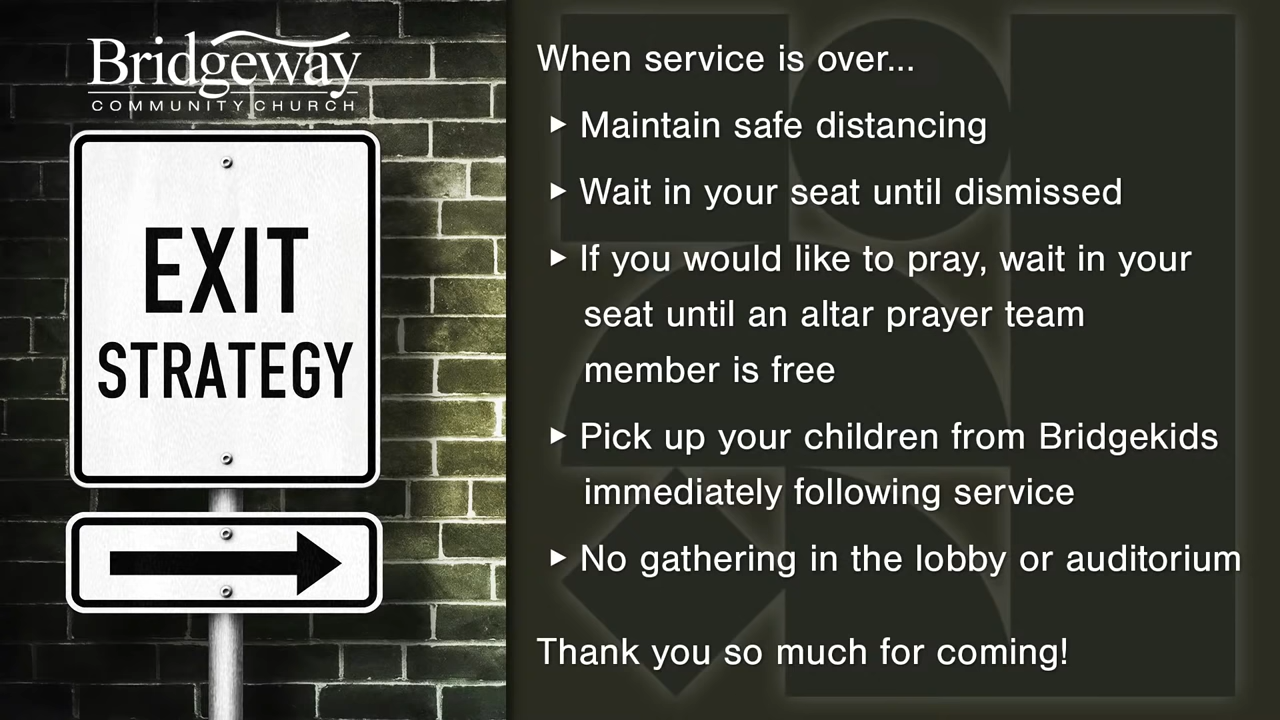 Bridgeway
COMMUNITY CHURCH
EXIT
STRATEGY
When service is over...
▸ Maintain safe distancing
▸ Wait in your seat until dismissed
▸ If you would like to pray, wait in your
seat until an altar prayer team
member is free
▸ Pick up your children from Bridgekids
immediately following service
▸ No gathering in the lobby or auditorium
Thank you so much for coming!